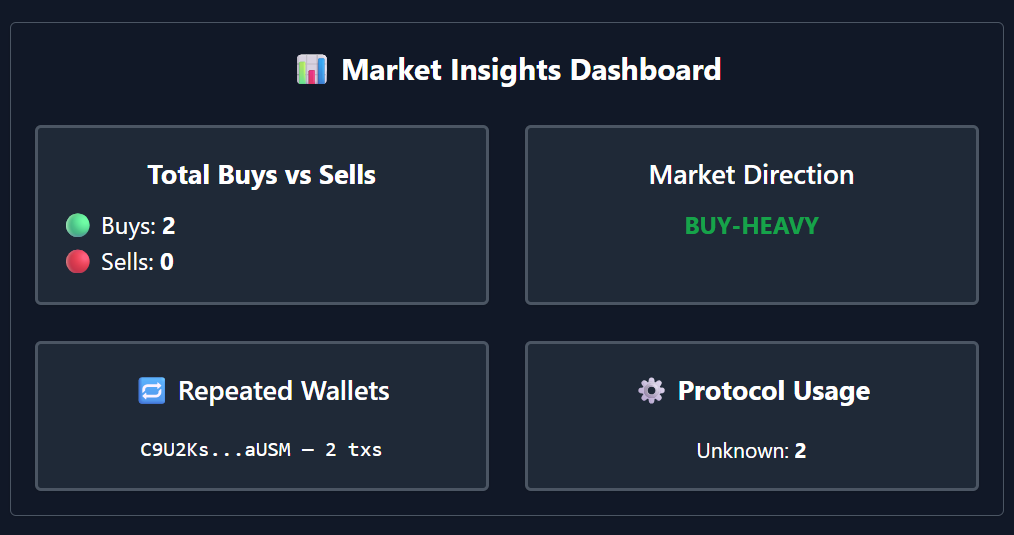 Market Insights Dashboard
Total Buys vs Sells
Buys: 2
Sells: 0
Market Direction
BUY-HEAVY
Repeated Wallets
C9U2Ks...aUSM — 2 txs
Protocol Usage
Unknown: 2